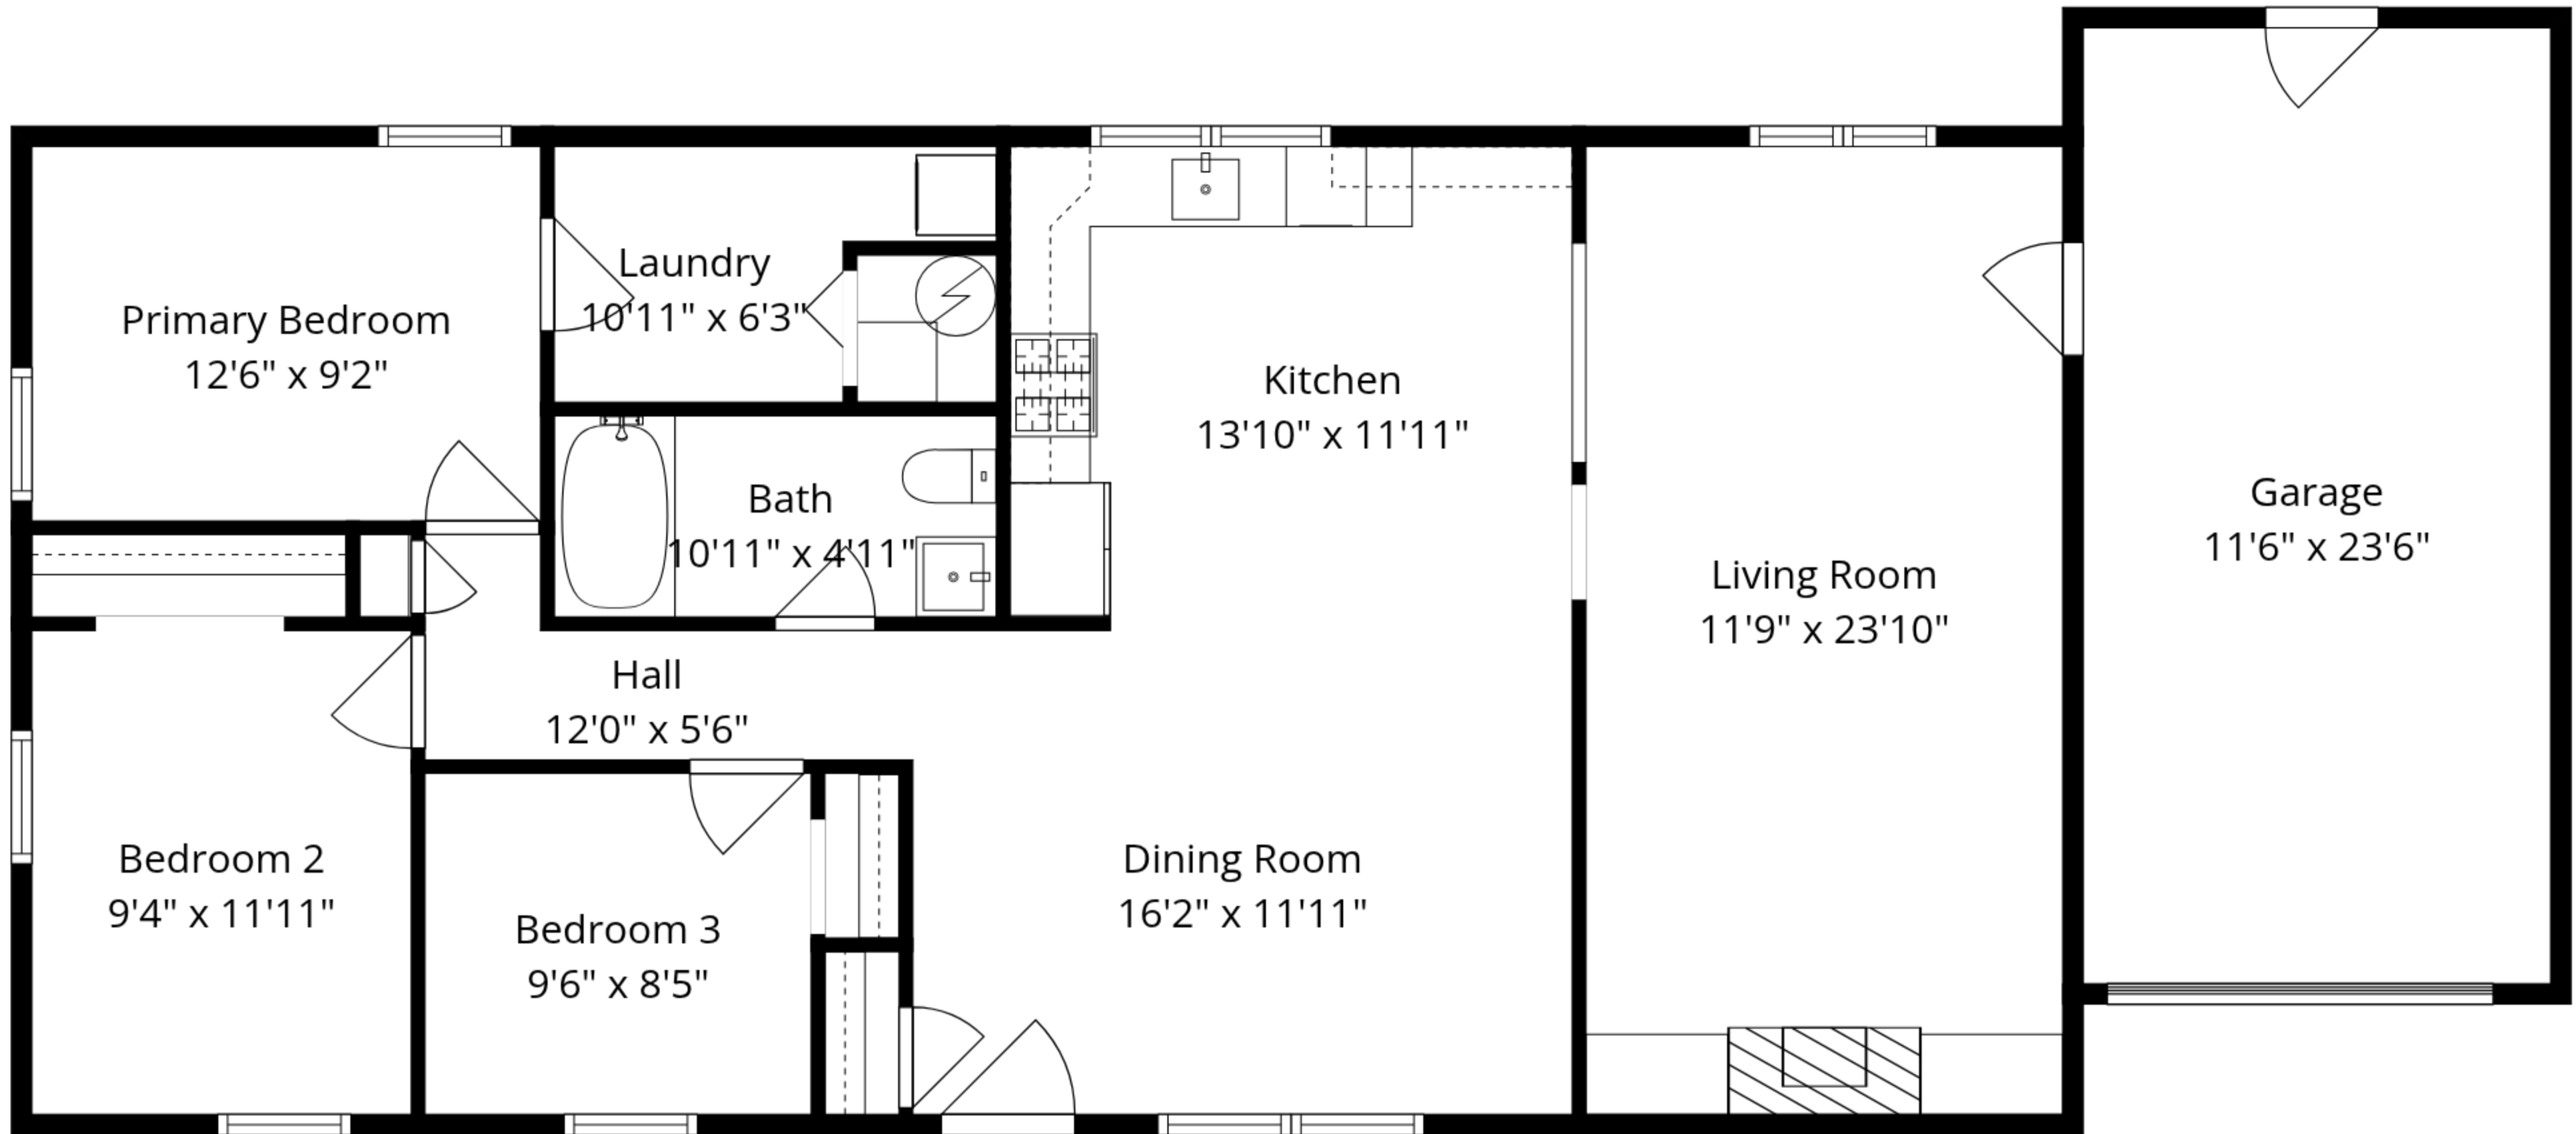 Primary Bedroom
12'6" x 9'2"
Laundry
10'11" x 6'3"
Bath
10'11" x 4'11"
Kitchen
13'10" x 11'11"
Living Room
11'9" x 23'10"
Garage
11'6" x 23'6"
Hall
12'0" x 5'6"
Bedroom 2
9'4" x 11'11"
Bedroom 3
9'6" x 8'5"
Dining Room
16'2" x 11'11"